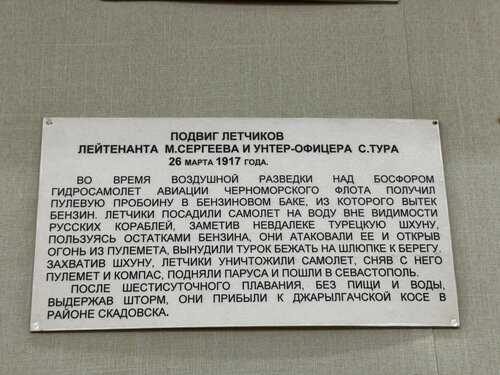 ПОДВИГ ЛЕТЧИКОВ
ЛЕЙТЕНАНТА М.СЕРГЕЕВА И УНТЕР-ОФИЦЕРА С.ТУРА
26 МАРТА 1917 ГОДА.
ВО ВРЕМЯ ВОЗДУШНОЙ РАЗВЕДКИ НАД БОСФОРОМ
ГИДРОСАМОЛЕТ АВИАЦИИ ЧЕРНОМОРСКОГО ФЛОТА ПОЛУЧИЛ
ПУЛЕВУЮ ПРОБОИНУ В БЕНЗИНОВОМ БАКЕ, ИЗ КОТОРОГО ВЫТЕК
БЕНЗИН. ЛЕТЧИКИ ПОСАДИЛИ САМОЛЕТ НА ВОДУ ВНЕ ВИДИМОСТИ
РУССКИХ КОРАБЛЕЙ, ЗАМЕТИВ НЕВДАЛЕКЕ ТУРЕЦКУЮ ШХУНУ,
ПОЛЬЗУЯСЬ ОСТАТКАМИ БЕНЗИНА, ОНИ АТАКОВАЛИ ЕЕ И ОТКРЫВ
ОГОНЬ ИЗ ПУЛЕМЕТА, ВЫНУДИЛИ ТУРОК БЕЖАТЬ НА ШЛЮПКЕ К БЕРЕГУ.
ЗАХВАТИВ ШХУНУ, ЛЕТЧИКИ УНИЧТОЖИЛИ САМОЛЕТ, СНЯВ С НЕГО
ПУЛЕМЕТ И КОМПАС, ПОДНЯЛИ ПАРУСА И ПОШЛИ В СЕВАСТОПОЛЬ.
ПОСЛЕ ШЕСТИСУТОЧНОГО ПЛАВАНИЯ, БЕЗ ПИЩИ И ВОДЫ,
ВЫДЕРЖАВ ШТОРМ, ОНИ ПРИБЫЛИ К ДЖАРЫЛГАЧСКОЙ КОСЕ В
РАЙОНЕ СКАДОВСКА.